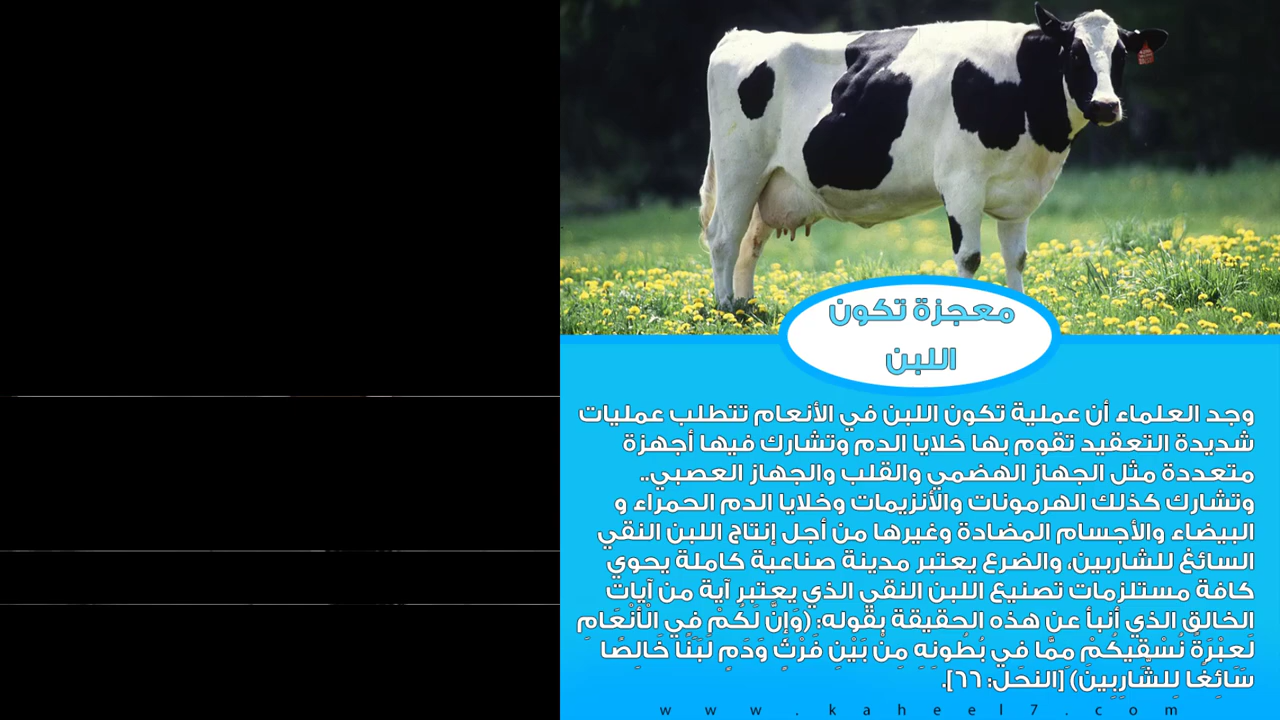 معجزة تكون
اللبن
وجد العلماء أن عملية تكون اللبن في الأنعام تتطلب عمليات
شديدة التعقيد تقوم بها خلايا الدم وتشارك فيها أجهزة
متعددة مثل الجهاز الهضمي والقلب والجهاز العصبي..
وتشارك كذلك الهرمونات والأنزيمات وخلايا الدم الحمراء و
البيضاء والأجسام المضادة وغيرها من أجل إنتاج اللبن النقي
السائغ للشاربين، والضرع يعتبر مدينة صناعية كاملة يحوي
كافة مستلزمات تصنيع اللبن النقي الذي يعتبر آية من آيات
الخالق الذي أنبأ عن هذه الحقيقة بقوله: (وَإِنَّ لَكُمْ فِي الْأَنْعَامِ
لَعِبْرَةً نُسْقِيكُمْ مِمَّا فِي بُطُونِهِ مِنْ بَيْنِ فَرْثٍ وَدَمٍ لَبَنًا خَالِصًا
سَائِغًا لِلشَّارِبِينَ) [النحل: ٦٦].
www.kaheel7.com